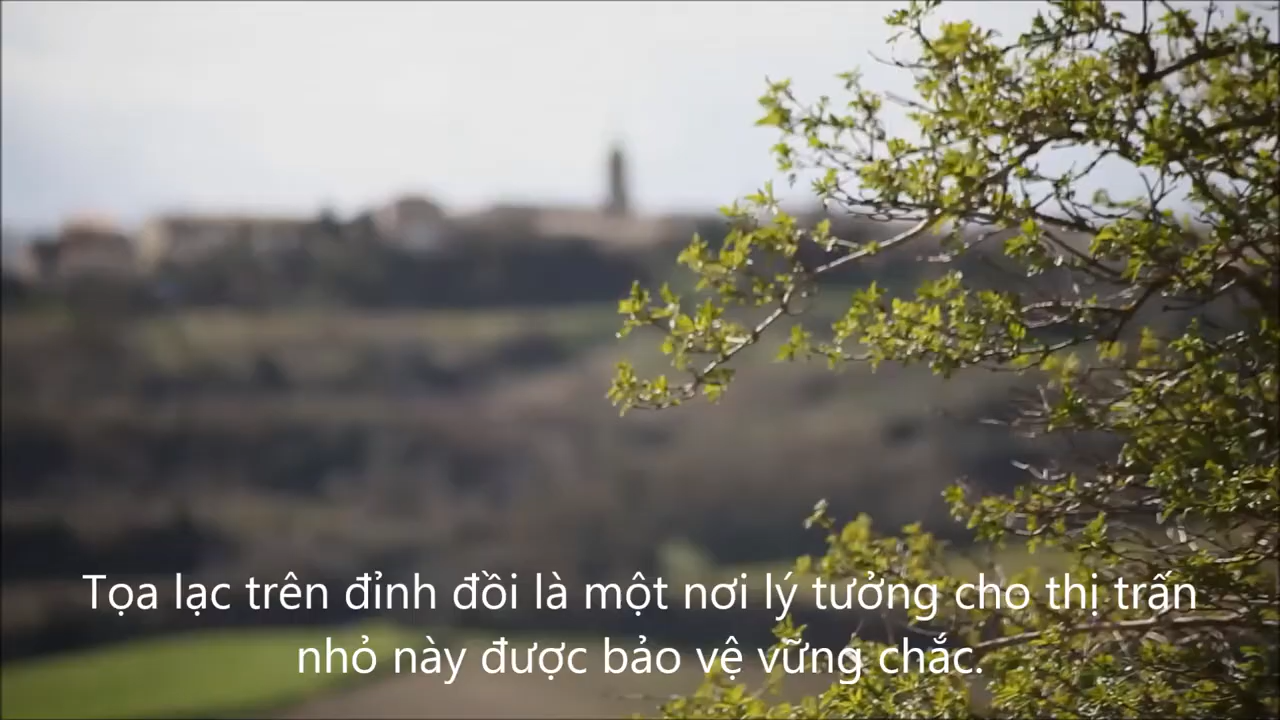 Tọa lạc trên đỉnh đồi là một nơi lý tưởng cho thị trấn
nhỏ này được bảo vệ vững chắc.